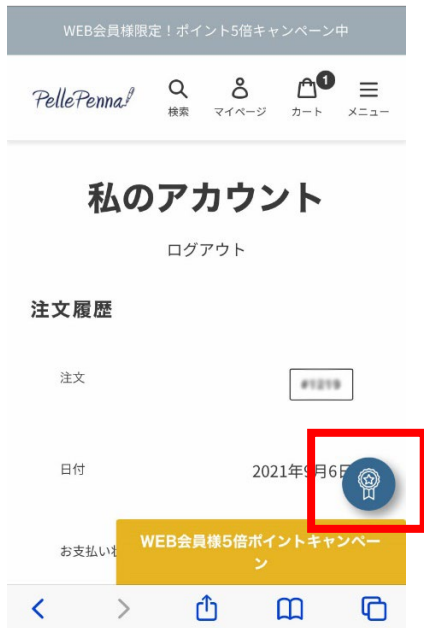 WEB会員様限定！ポイント5倍キャンペーン中
PellePenna!
1
検索 マイページ カート メニュー
私のアカウント
ログアウト
注文履歴
注文
#1219
日付 2021年9月6日
お支払い
WEB会員様5倍ポイントキャンペー
ン